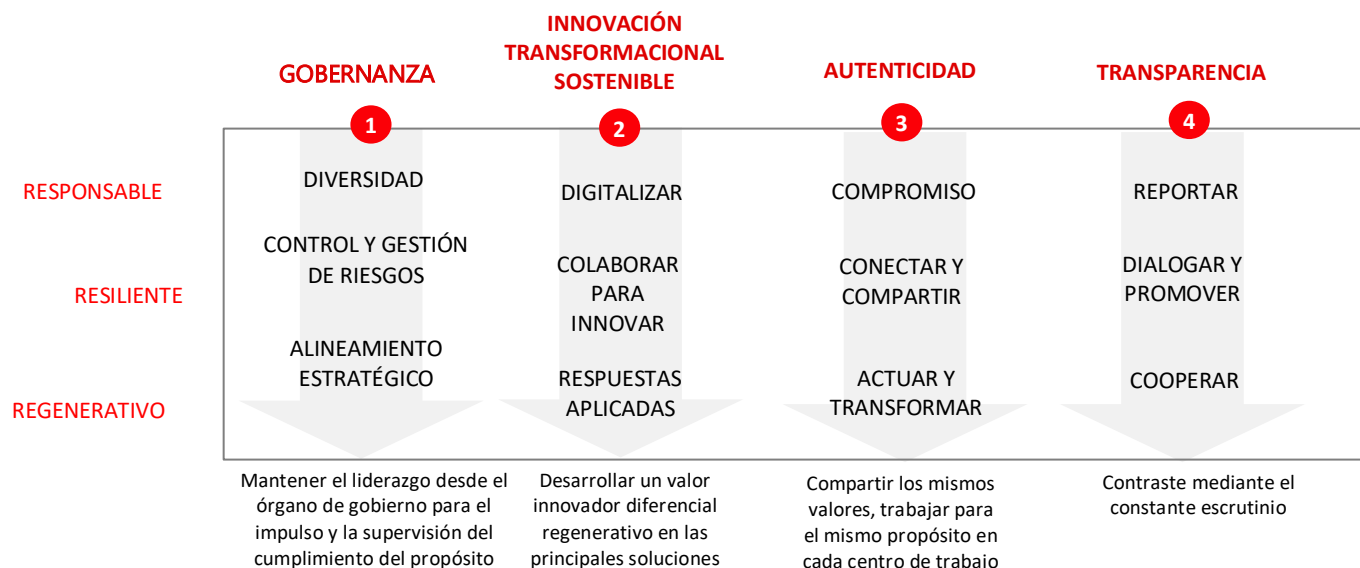 GOBERNANZA
INNOVACIÓN
TRANSFORMACIONAL
SOSTENIBLE
AUTENTICIDAD
TRANSPARENCIA
1
2
3
4
RESPONSABLE
DIVERSIDAD
DIGITALIZAR
COMPROMISO
REPORTAR
RESILIENTE
CONTROL Y GESTIÓN
DE RIESGOS
COLABORAR
PARA
INNOVAR
CONECTAR Y
COMPARTIR
DIALOGAR Y
PROMOVER
REGENERATIVO
ALINEAMIENTO
ESTRATÉGICO
RESPUESTAS
APLICADAS
ACTUAR Y
TRANSFORMAR
COOPERAR
Mantener el liderazgo desde el
órgano de gobierno para el
impulso y la supervisión del
cumplimiento del propósito
Desarrollar un valor
innovador diferencial
regenerativo en las
principales soluciones
Compartir los mismos
valores, trabajar para
el mismo propósito en
cada centro de trabajo
Contraste mediante el
constante escrutinio